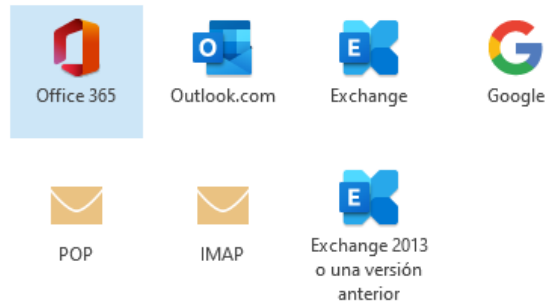 Office 365
Outlook.com
Exchange
Google
POP
IMAP
Exchange 2013
o una versión
anterior